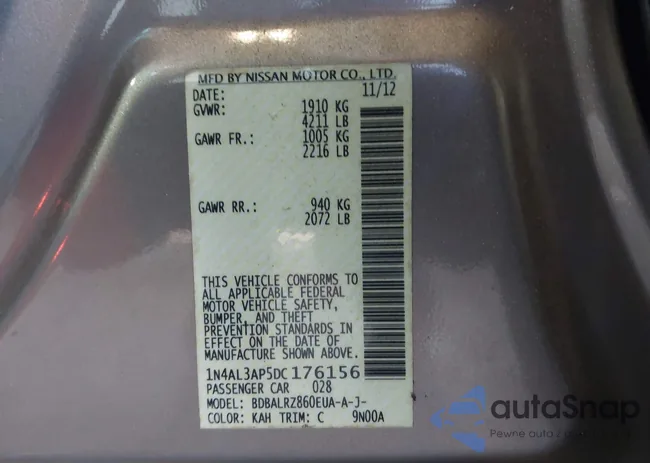 MFD BY NISSAN MOTOR CO., LTD.
DATE: 11/12
GVWR: 1910 KG
4211 LB
GAWR FR.: 1005 KG
2216 LB
GAWR RR.: 940 KG
2072 LB
THIS VEHICLE CONFORMS TO
ALL APPLICABLE FEDERAL
MOTOR VEHICLE SAFETY,
BUMPER, AND THEFT
PREVENTION STANDARDS IN
EFFECT ON THE DATE OF
MANUFACTURE SHOWN ABOVE.
1N4AL3AP5DC176156
PASSENGER CAR 028
MODEL: BDBALRZ860EUA-A-J-
COLOR: KAH TRIM: C 9N00A
autoSnap
Pewne auto z